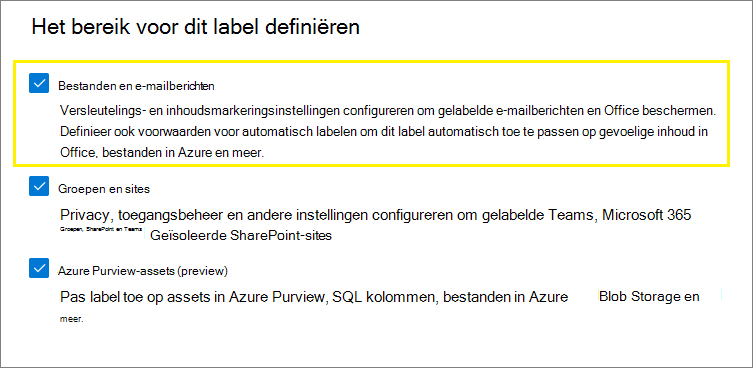 Het bereik voor dit label definiëren
Bestanden en e-mailberichten
Versleutelings- en inhoudsmarkeringsinstellingen configureren om gelabelde e-mailberichten en Office beschermen.
Definieer ook voorwaarden voor automatisch labelen om dit label automatisch toe te passen op gevoelige inhoud in
Office, bestanden in Azure en meer.
Groepen en sites
Privacy, toegangsbeheer en andere instellingen configureren om gelabelde Teams, Microsoft 365
Groepen, SharePoint en Teams Geïsoleerde SharePoint-sites
Azure Purview-assets (preview)
Pas label toe op assets in Azure Purview, SQL kolommen, bestanden in Azure Blob Storage en
meer.